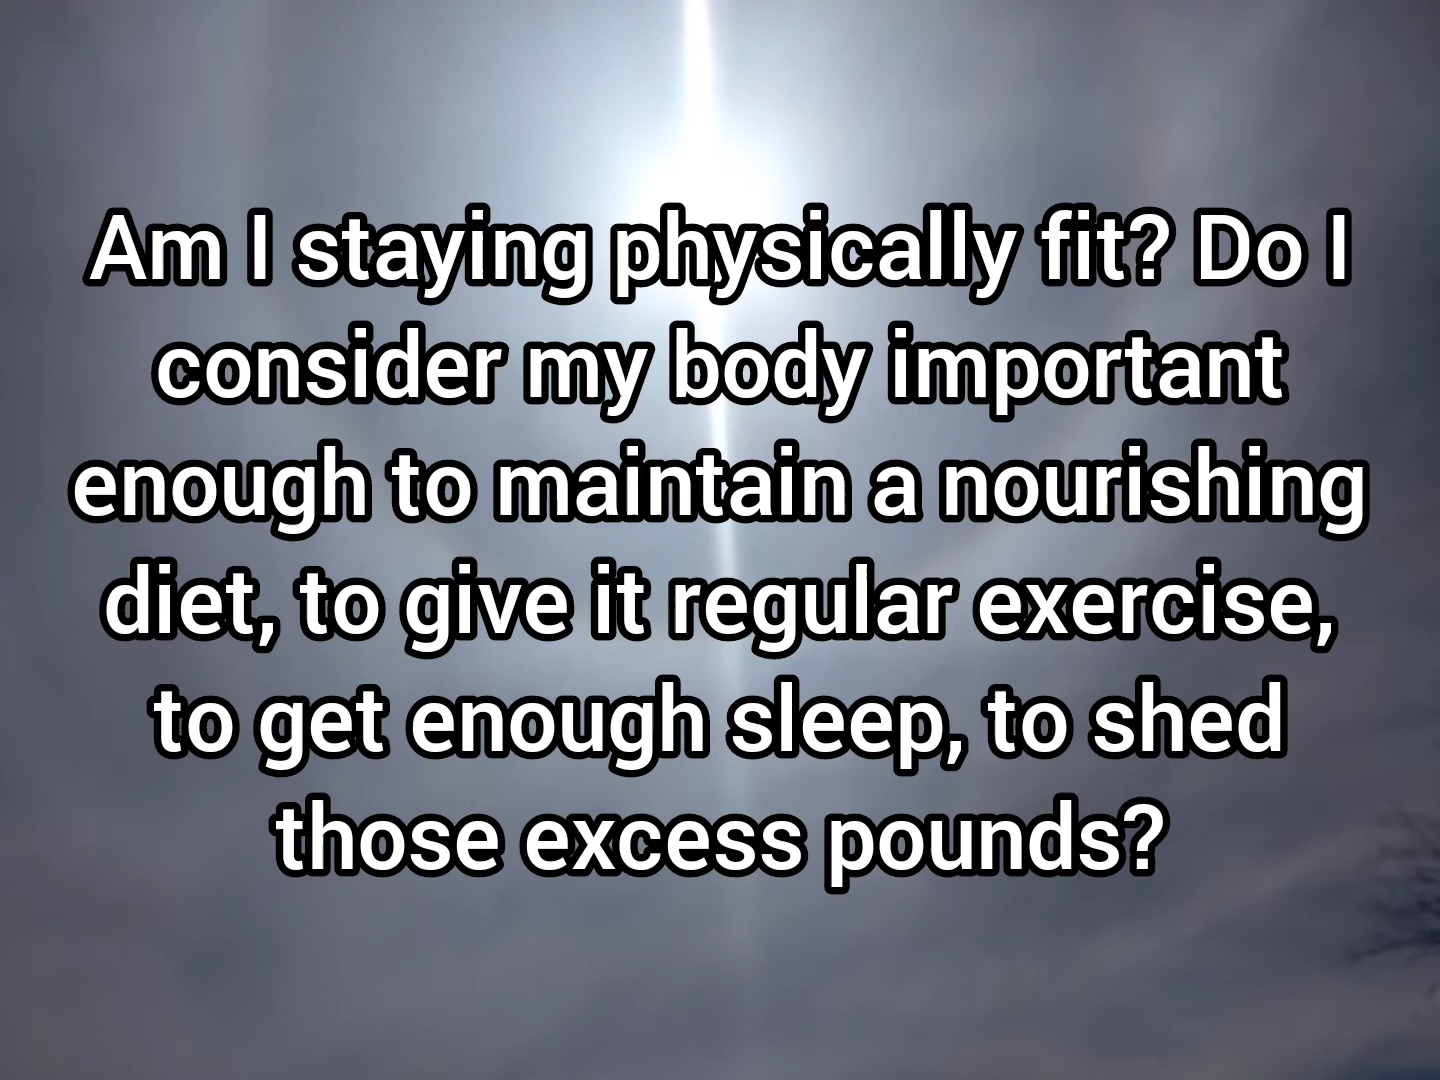 Am I staying physically fit? Do I
consider my body important
enough to maintain a nourishing
diet, to give it regular exercise,
to get enough sleep, to shed
those excess pounds?